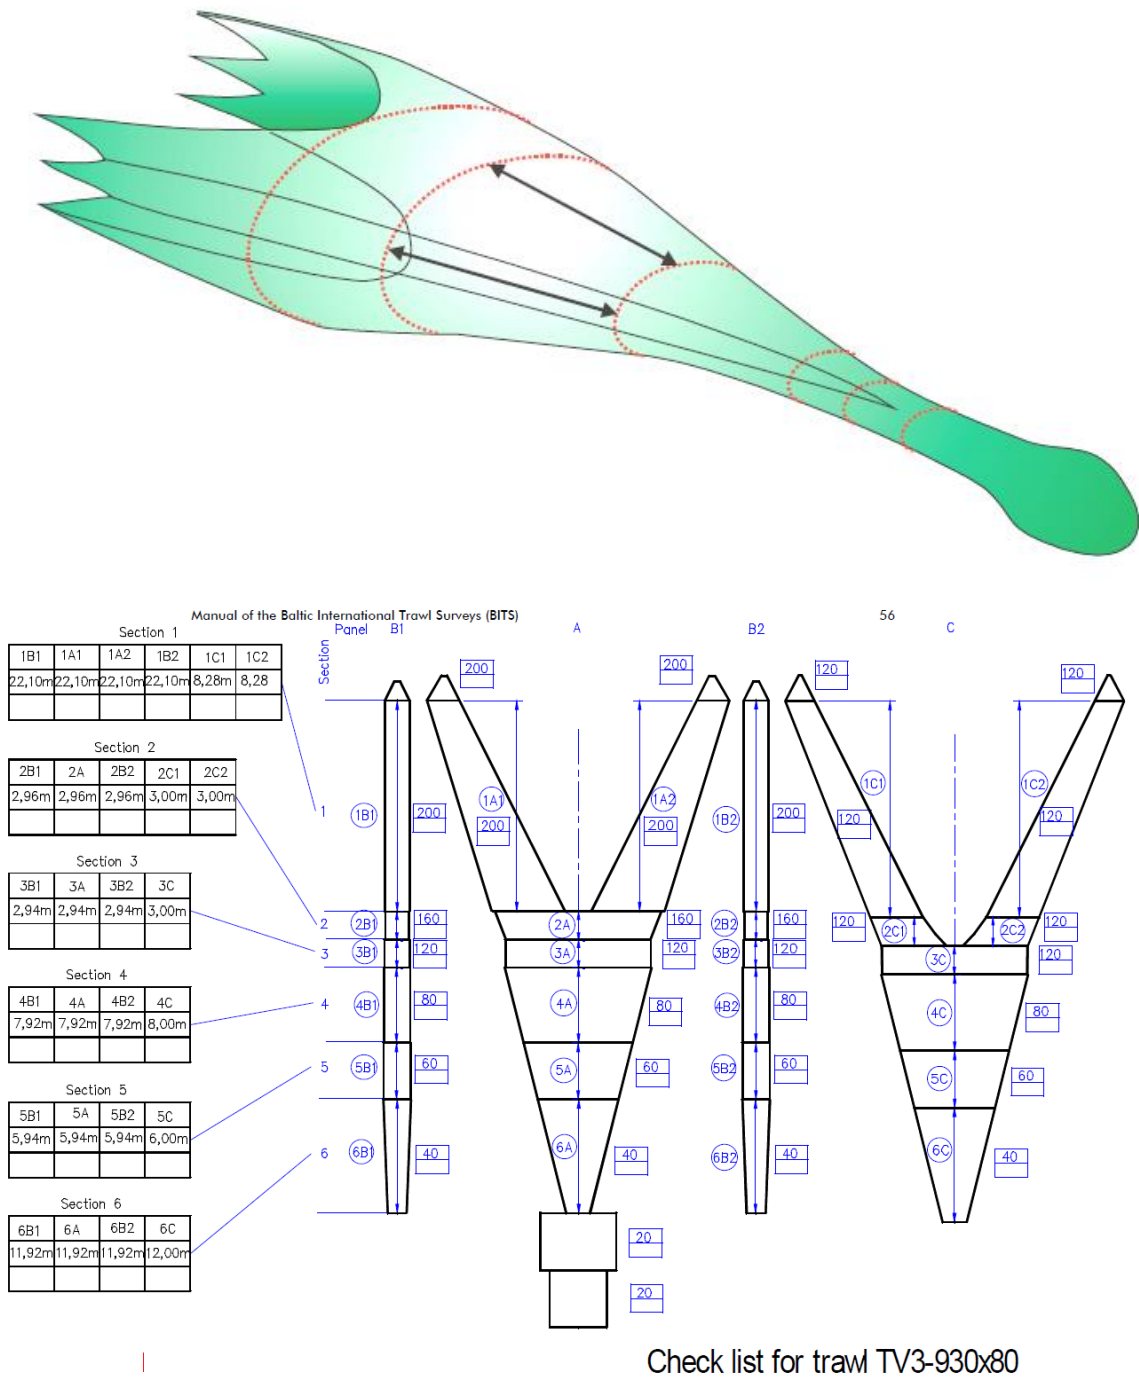 Manual of the Baltic International Trawl Surveys (BITS) 56
Section 1
1B1 1A1 1A2 1B2 1C1 1C2
22,10m 22,10m 22,10m 22,10m 8,28m 8,28
Section 2
2B1 2A 2B2 2C1 2C2
2,96m 2,96m 2,96m 3,00m 3,00m
Section 3
3B1 3A 3B2 3C
2,94m 2,94m 2,94m 3,00m
Section 4
4B1 4A 4B2 4C
7,92m 7,92m 7,92m 8,00m
Section 5
5B1 5A 5B2 5C
5,94m 5,94m 5,94m 6,00m
Section 6
6B1 6A 6B2 6C
11,92m 11,92m 11,92m 12,00m
Panel B1 A B2 C
Section
200 200 120 120
1 1B1 200 1A1 200 1A2 200 1B2 200 1C1 120 1C2 120
2 2B1 160 2A 160 2B2 160 120 2C1 2C2 120
3 3B1 120 3A 120 3B2 120 3C 120
4 4B1 80 4A 80 4B2 80 4C 80
5 5B1 60 5A 60 5B2 60 5C 60
6 6B1 40 6A 40 6B2 40 6C 40
20
20
Check list for trawl TV3-930x80